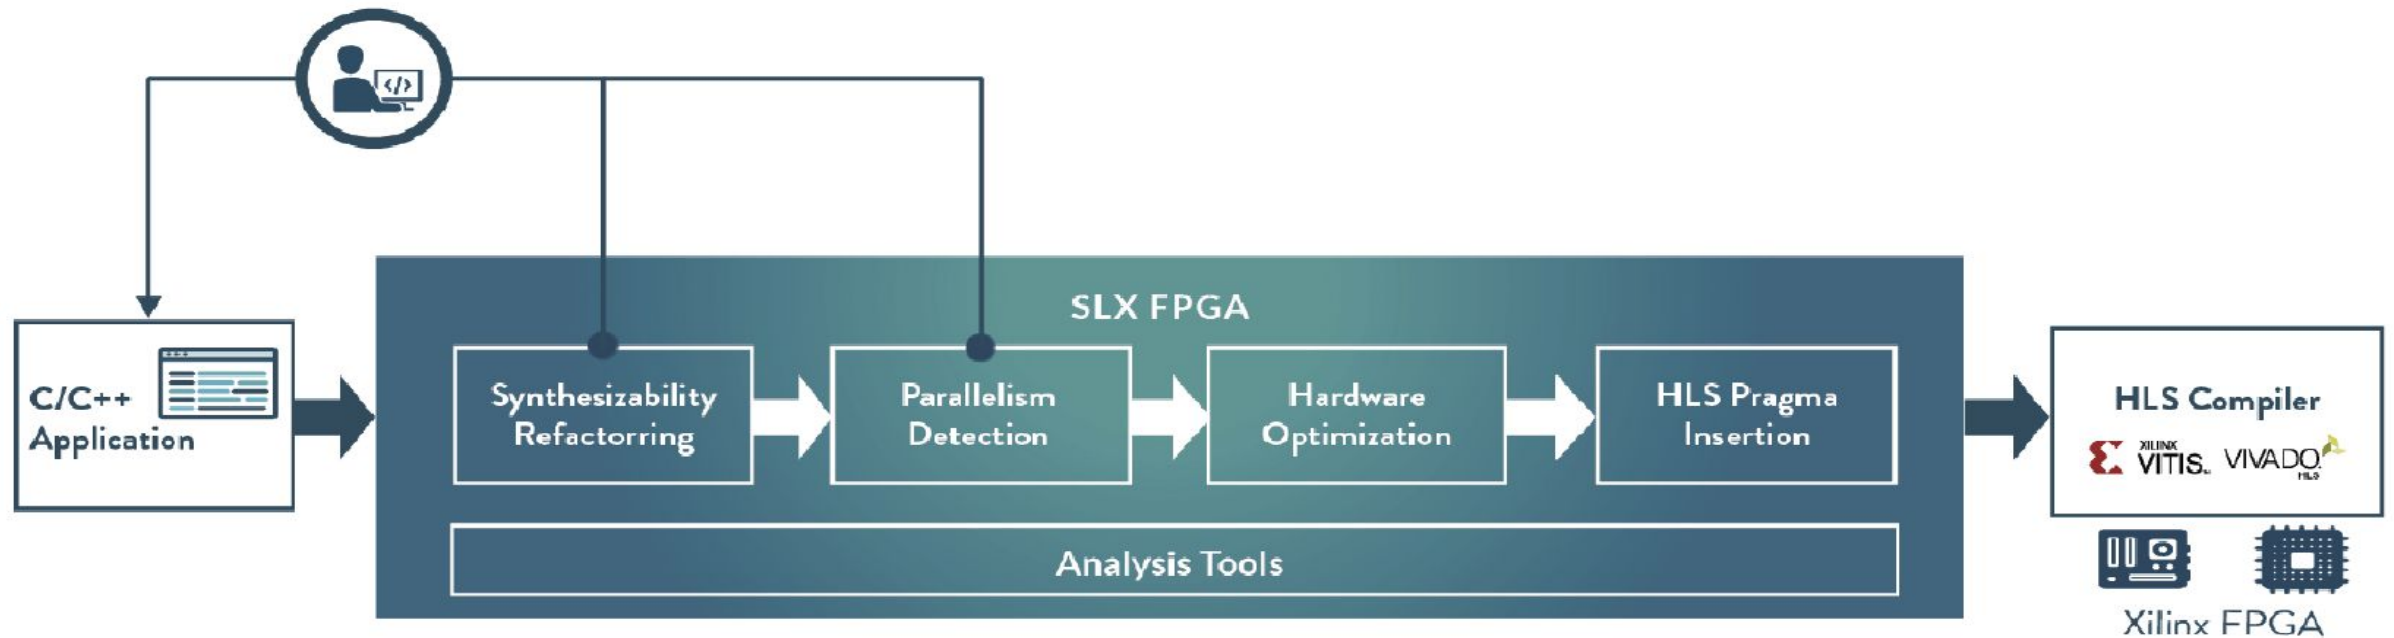 </>
SLX FPGA
C/C++
Application
Synthesizability
Refactorring
Parallelism
Detection
Hardware
Optimization
HLS Pragma
Insertion
Analysis Tools
HLS Compiler
XILINX
VITIS
VIVADO
HLS
Xilinx FPGA